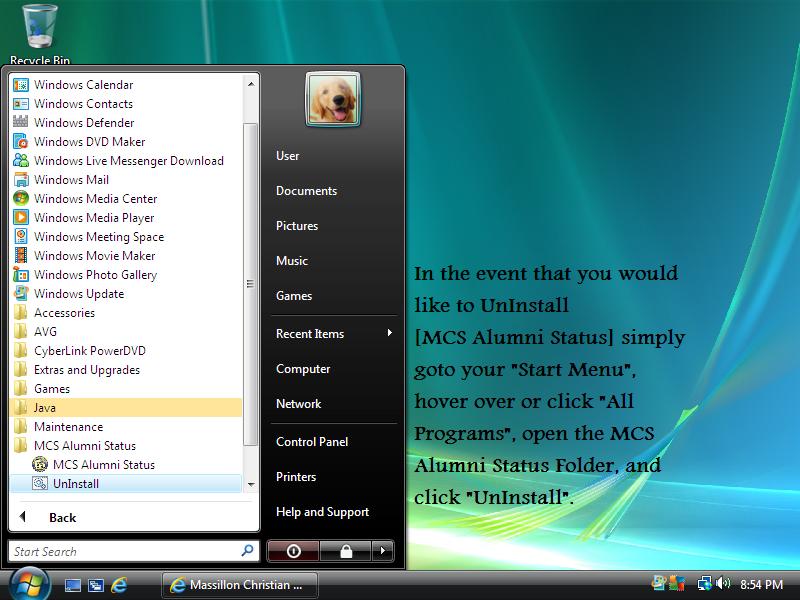 Recycle Bin
Windows Calendar
Windows Contacts
Windows Defender
Windows DVD Maker
Windows Live Messenger Download
Windows Mail
Windows Media Center
Windows Media Player
Windows Meeting Space
Windows Movie Maker
Windows Photo Gallery
Windows Update
Accessories
AVG
CyberLink PowerDVD
Extras and Upgrades
Games
Java
Maintenance
MCS Alumni Status
MCS Alumni Status
UnInstall
Back
Start Search
User
Documents
Pictures
Music
Games
Recent Items
Computer
Network
Control Panel
Printers
Help and Support
In the event that you would
like to UnInstall
[MCS Alumni Status] simply
goto your "Start Menu",
hover over or click "All
Programs", open the MCS
Alumni Status Folder, and
click "UnInstall".
Massillon Christian ...
8:54 PM